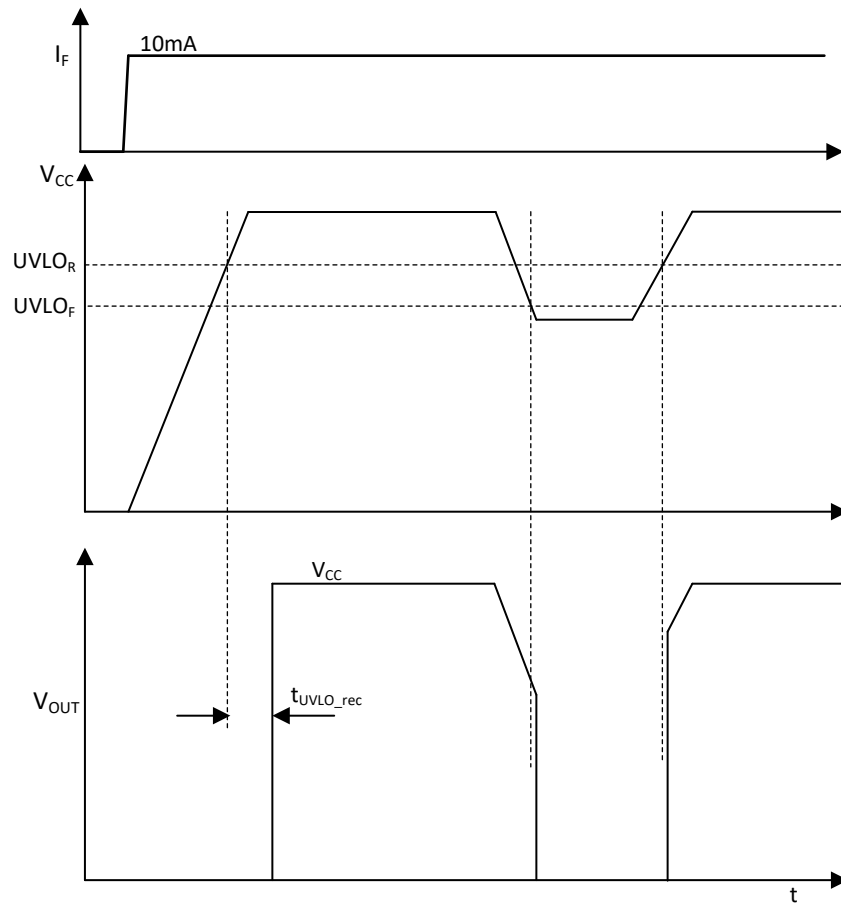 I_F
10mA
V_CC
UVLO_R
UVLO_F
V_CC
V_OUT
t_UVLO_rec
t